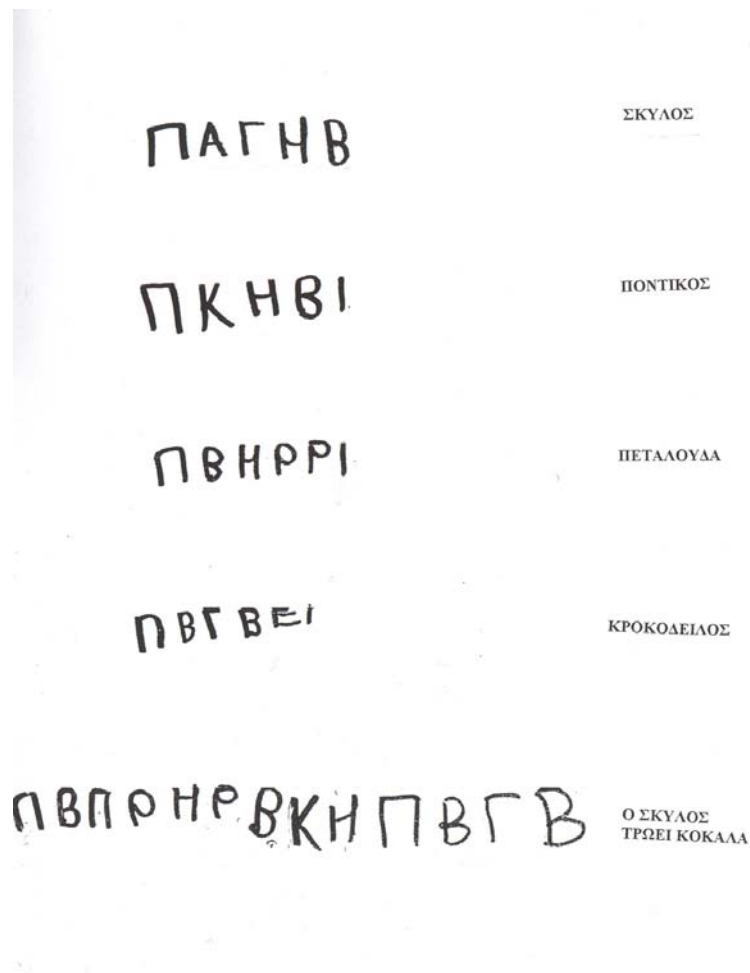 ΠΑΓΗΒ ΣΚΥΛΟΣ
ΠΚΗΒΙ ΠΟΝΤΙΚΟΣ
ΠΒΗΡΡΙ ΠΕΤΑΛΟΥΔΑ
ΠΒΓΒΕΙ ΚΡΟΚΟΔΕΙΛΟΣ
ΠΒΠΡΗΡΒΚΗΠΒΓΒ Ο ΣΚΥΛΟΣ
ΤΡΩΕΙ ΚΟΚΑΛΑ